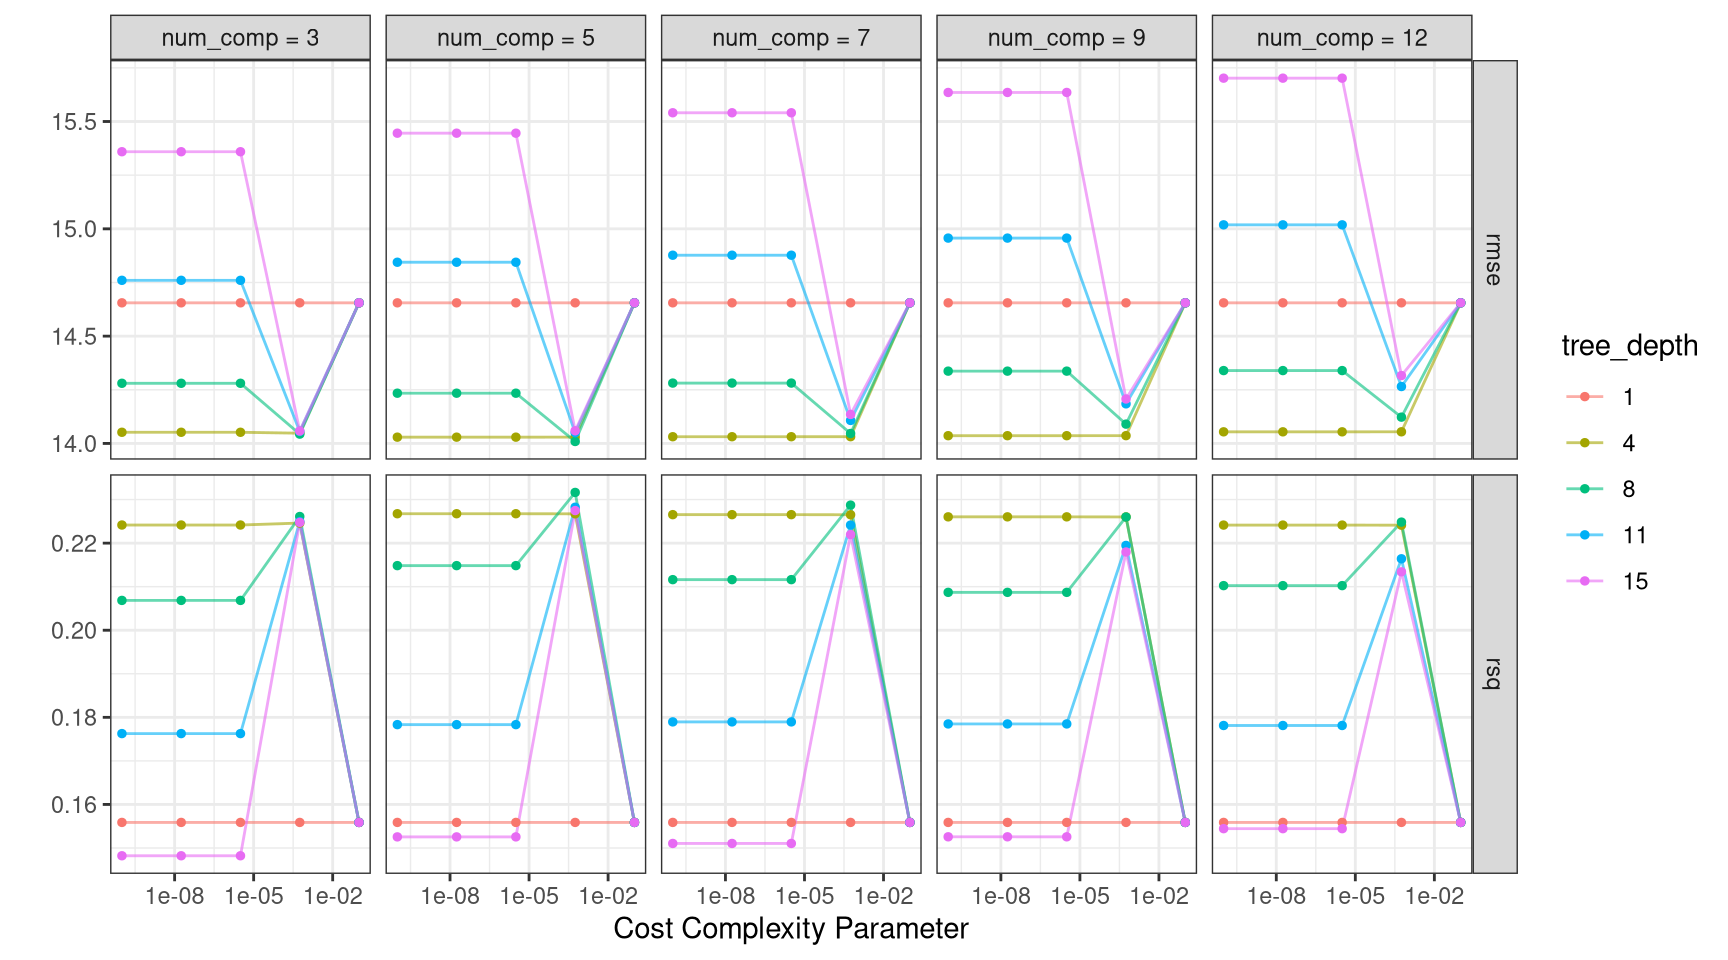 num_comp = 3 num_comp = 5 num_comp = 7 num_comp = 9 num_comp = 12
15.5
15.0
14.5
14.0
rmse
0.22
0.20
0.18
0.16
rsq
1e-08 1e-05 1e-02 1e-08 1e-05 1e-02 1e-08 1e-05 1e-02 1e-08 1e-05 1e-02 1e-08 1e-05 1e-02
Cost Complexity Parameter
tree_depth
1
4
8
11
15